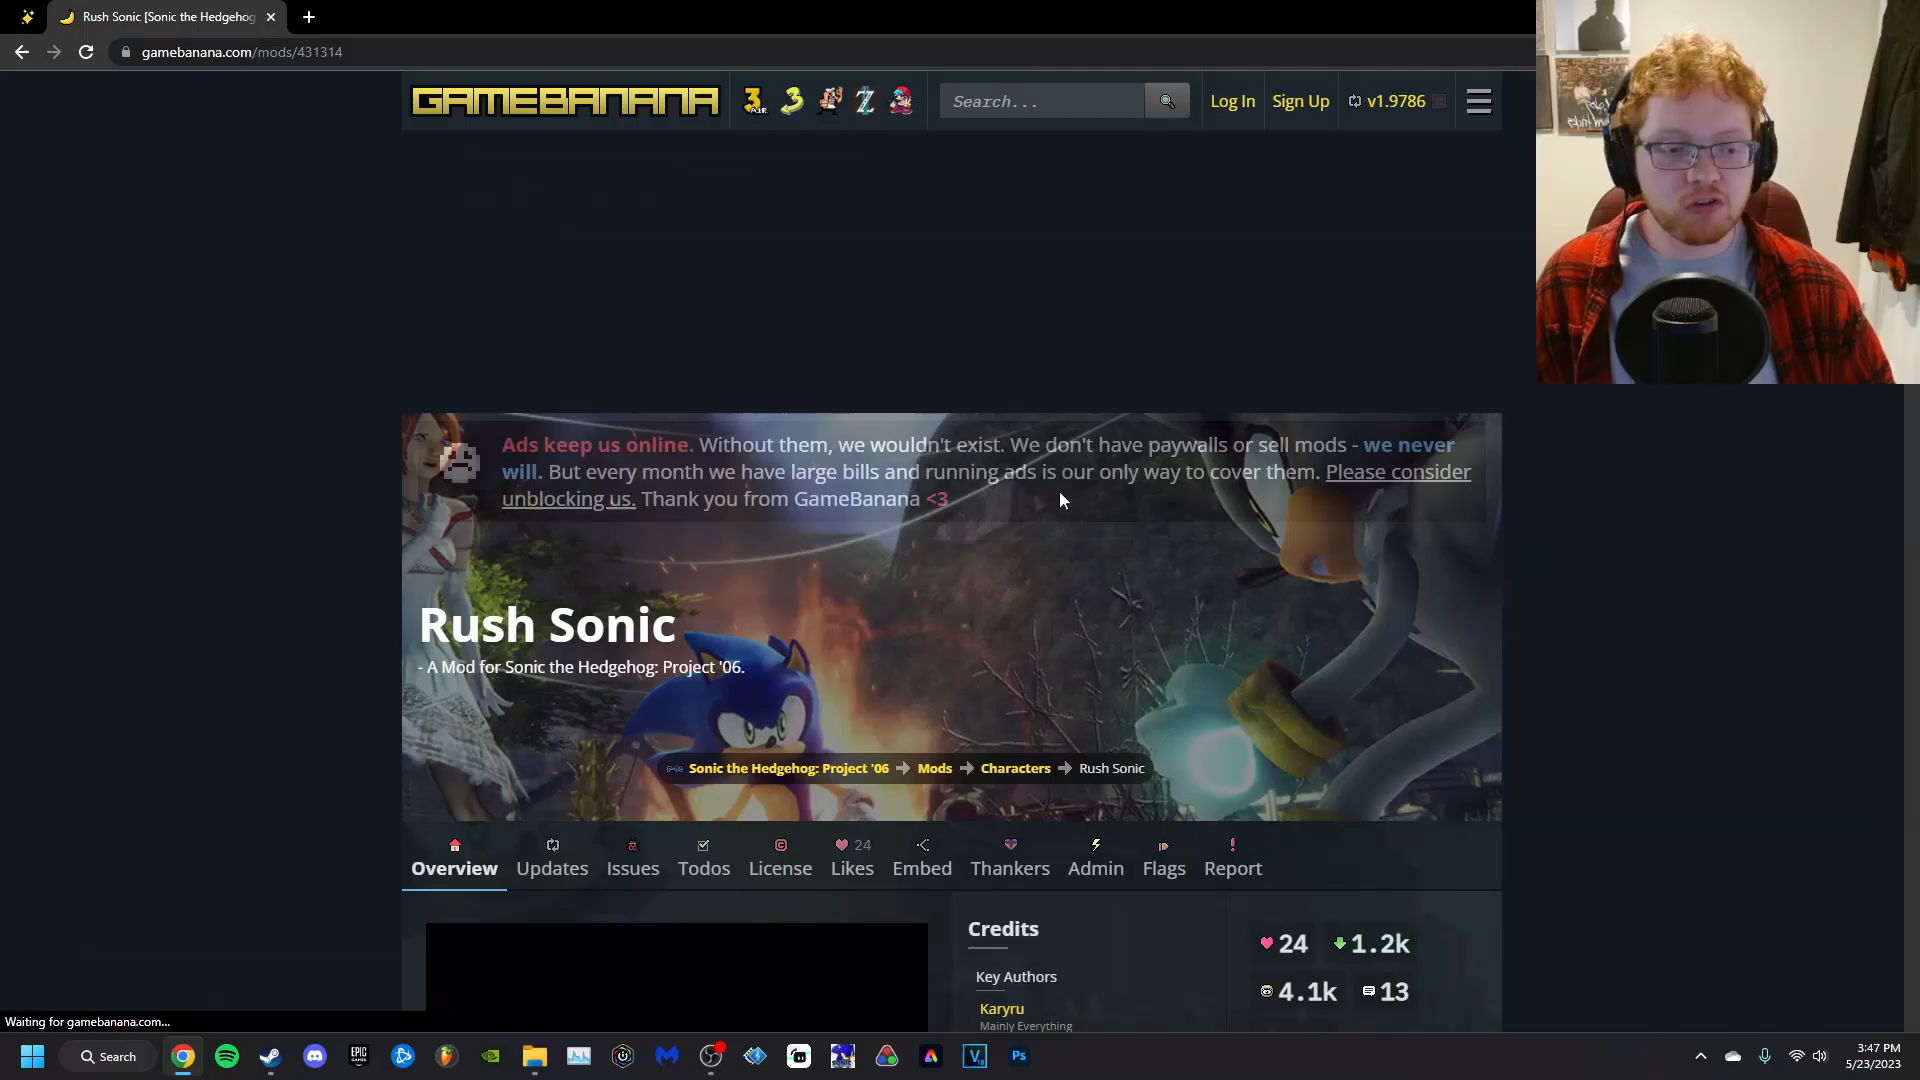 Rush Sonic [Sonic the Hedgehog
gamebanana.com/mods/431314
GAMEBANANA
Search...
Log In
Sign Up
v1.9786
Ads keep us online. Without them, we wouldn't exist. We don't have paywalls or sell mods - we never
will. But every month we have large bills and running ads is our only way to cover them. Please consider
unblocking us. Thank you from GameBanana <3
Rush Sonic
- A Mod for Sonic the Hedgehog: Project '06.
Sonic the Hedgehog: Project '06 Mods Characters Rush Sonic
24
Overview Updates Issues Todos License Likes Embed Thankers Admin Flags Report
Credits
24 1.2k
Key Authors
4.1k 13
Karyru
Mainly Everything
Waiting for gamebanana.com...
Search
EPIC
GAMES
Ps
3:47 PM
5/23/2023